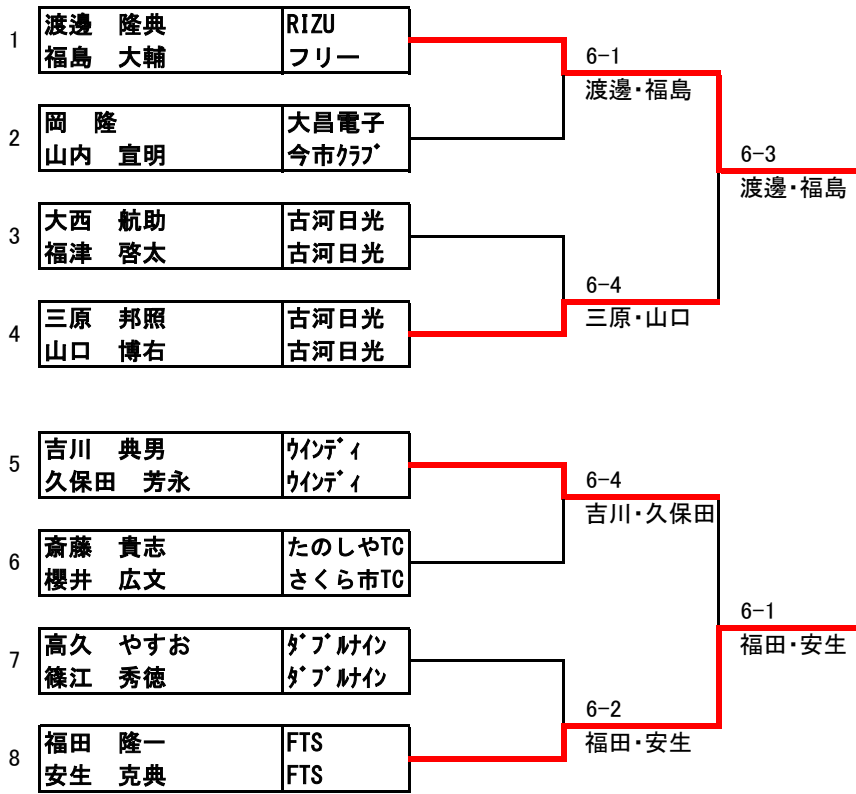 1
渡邊　隆典 RIZU
福島　大輔 フリー
6-1
渡邊・福島
2
岡　隆 大昌電子
山内　宣明 今市ｸﾗﾌﾞ
6-3
渡邊・福島
3
大西　航助 古河日光
福津　啓太 古河日光
6-4
三原・山口
4
三原　邦照 古河日光
山口　博右 古河日光
5
吉川　典男 ｳｲﾝﾃﾞｨ
久保田　芳永 ｳｲﾝﾃﾞｨ
6-4
吉川・久保田
6
斎藤　貴志 たのしやTC
櫻井　広文 さくら市TC
6-1
福田・安生
7
高久　やすお ﾀﾞﾌﾞﾙﾅｲﾝ
篠江　秀徳 ﾀﾞﾌﾞﾙﾅｲﾝ
6-2
福田・安生
8
福田　隆一 FTS
安生　克典 FTS